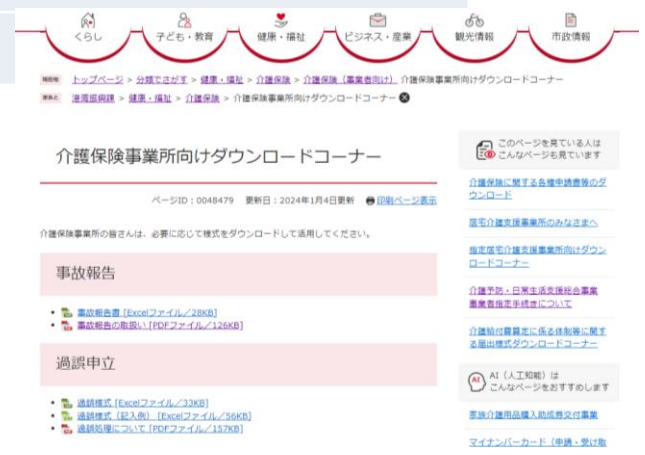 くらし
子ども・教育
健康・福祉
ビジネス・産業
観光情報
市政情報
現在地 トップページ > 分類でさがす > 健康・福祉 > 介護保険 > 介護保険（事業者向け） 介護保険事業所向けダウンロードコーナー
港湾振興課 > 健康・福祉 > 介護保険 > 介護保険事業所向けダウンロードコーナー
介護保険事業所向けダウンロードコーナー
ページID：0048479 更新日：2024年1月4日更新 印刷ページ表示
介護保険事業所の皆さんは、必要に応じて様式をダウンロードして活用してください。
事故報告
事故報告書 [Excelファイル／28KB]
事故報告の取扱い [PDFファイル／126KB]
過誤申立
過誤様式 [Excelファイル／33KB]
過誤様式（記入例） [Excelファイル／56KB]
過誤処理について [PDFファイル／157KB]
このページを見ている人は
こんなページも見ています
介護保険に関する各種申請書等のダ
ウンロード
居宅介護支援事業所のみなさまへ
指定居宅介護支援事業所向けダウン
ロードコーナー
介護予防・日常生活支援総合事業
事業者指定手続きについて
介護給付費算定に係る体制等に関す
る届出様式ダウンロードコーナー
AI（人工知能）は
こんなページをおすすめします
家族介護用品購入助成券交付事業
マイナンバーカード（申請・受け取